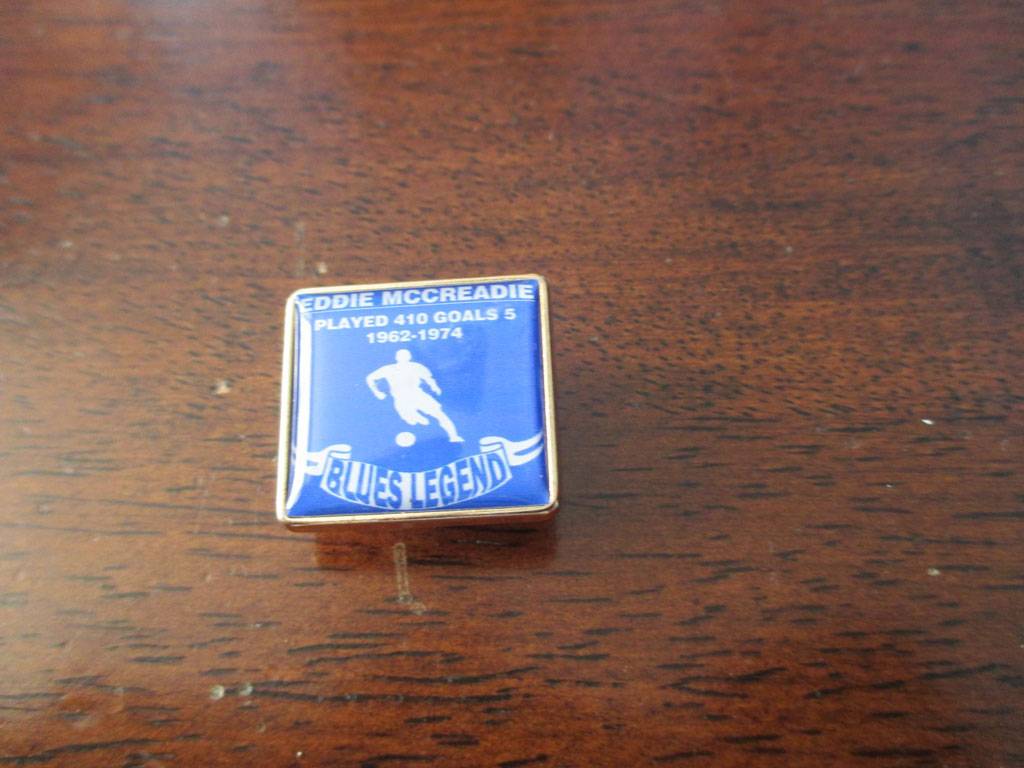 EDDIE MCCREADIE
PLAYED 410 GOALS 5
1962-1974
BLUES LEGEND